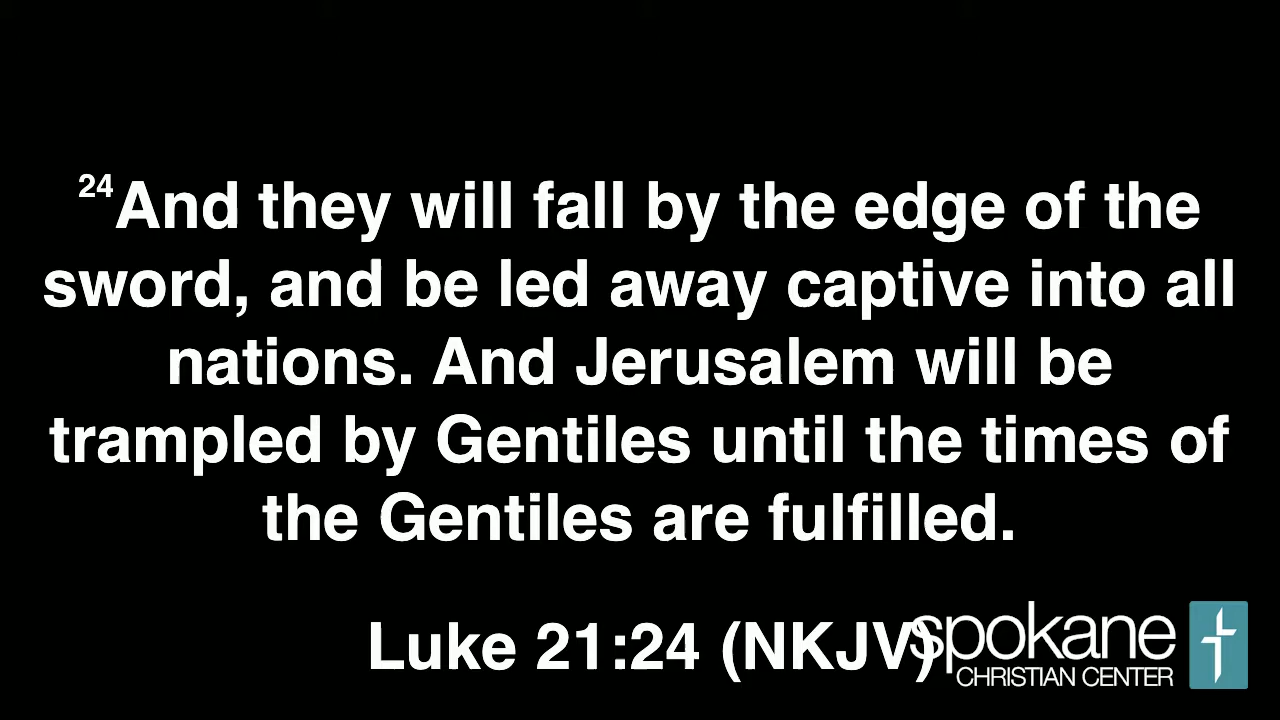 24And they will fall by the edge of the
sword, and be led away captive into all
nations. And Jerusalem will be
trampled by Gentiles until the times of
the Gentiles are fulfilled.
Luke 21:24 (NKJV)
spokane
CHRISTIAN CENTER